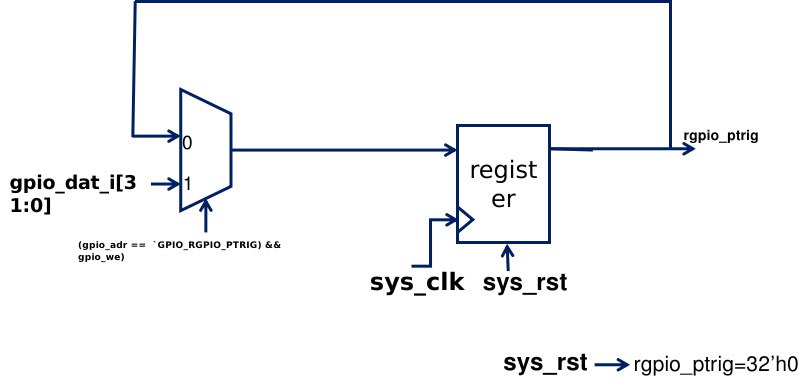 rgpio_ptrig
0
regist
er
gpio_dat_i[3
1:0]
1
(gpio_adr == `GPIO_RGPIO_PTRIG) &&
gpio_we)
sys_clk
sys_rst
sys_rst
rgpio_ptrig=32’h0